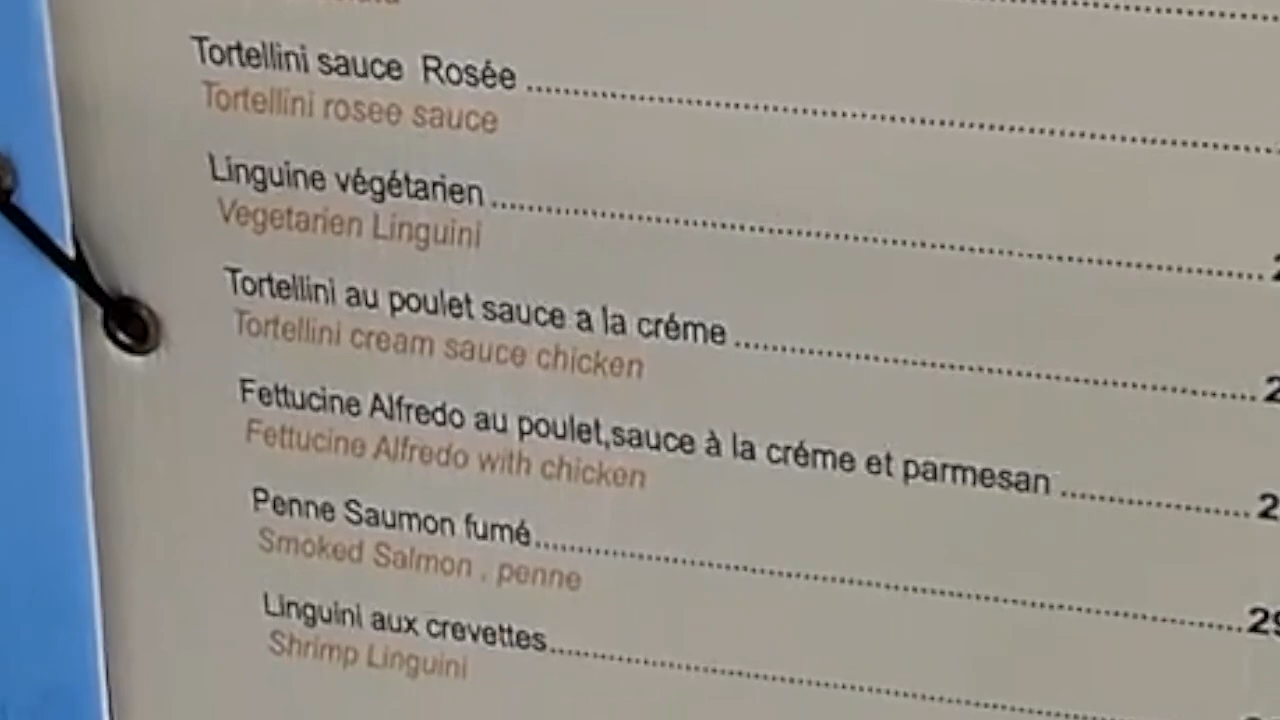 Tortellini sauce Rosée
Tortellini rosee sauce
Linguine végétarien
Vegetarien Linguini
Tortellini au poulet sauce a la créme
Tortellini cream sauce chicken
Fettucine Alfredo au poulet,sauce à la créme et parmesan
Fettucine Alfredo with chicken
Penne Saumon fumé
Smoked Salmon , penne
Linguini aux crevettes
Shrimp Linguini